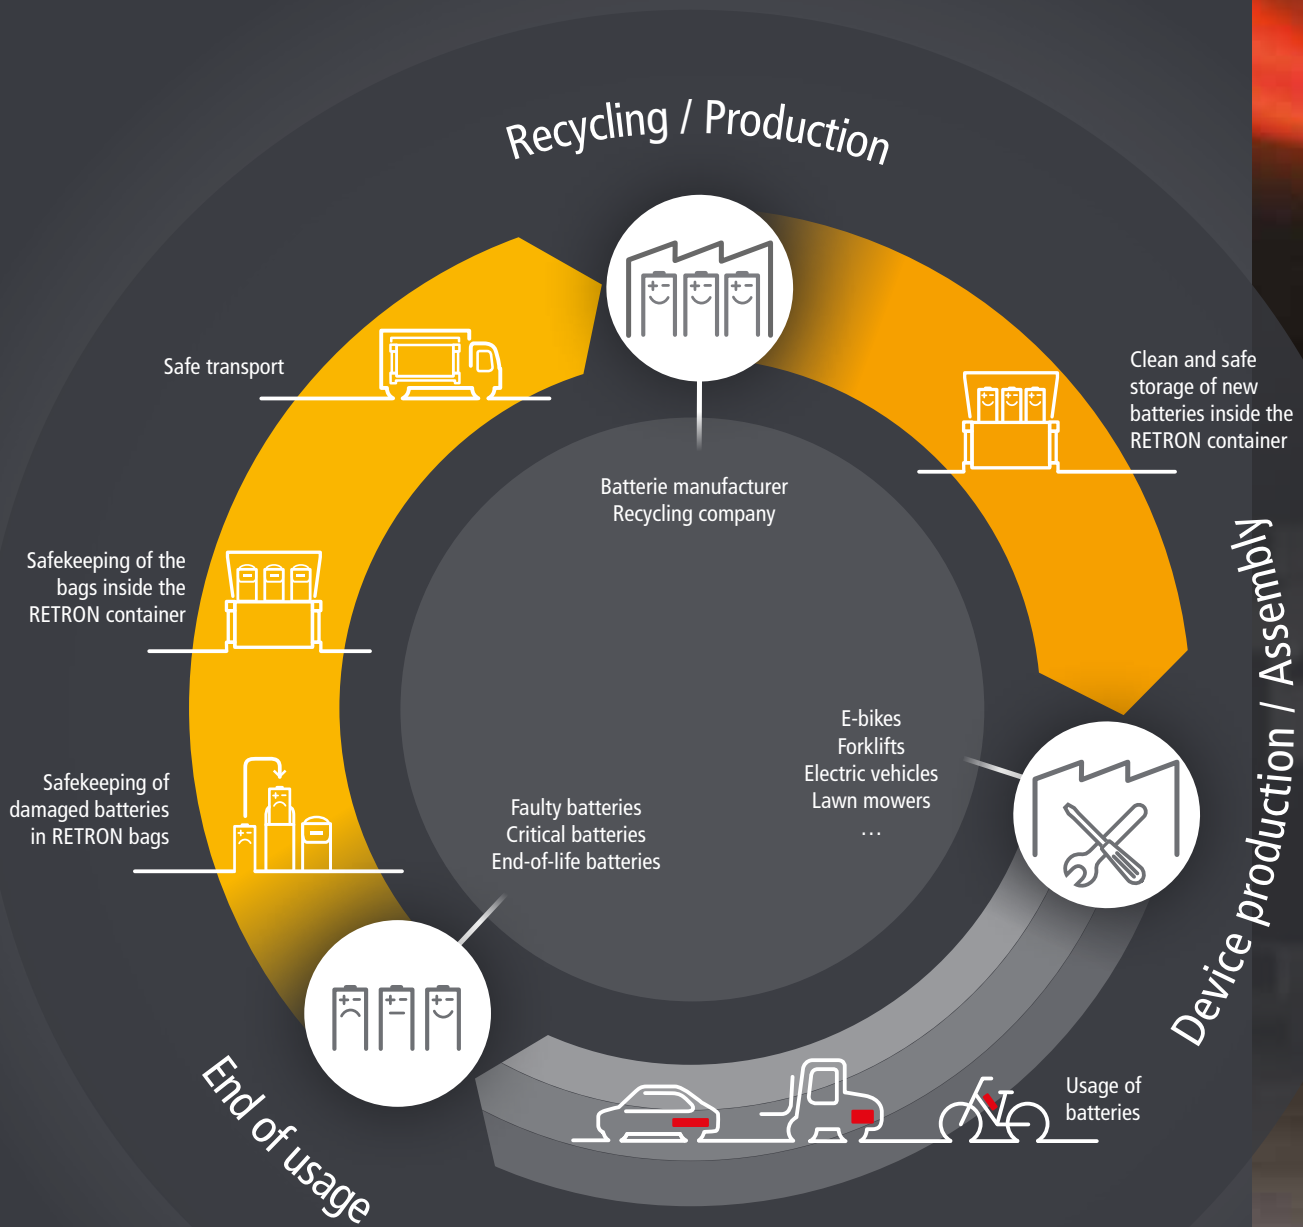 Recycling / Production
Safe transport
Clean and safe
storage of new
batteries inside the
RETRON container
Batterie manufacturer
Recycling company
Safekeeping of the
bags inside the
RETRON container
Device production / Assembly
E-bikes
Forklifts
Electric vehicles
Lawn mowers
...
Safekeeping of
damaged batteries
in RETRON bags
Faulty batteries
Critical batteries
End-of-life batteries
End of usage
Usage of
batteries